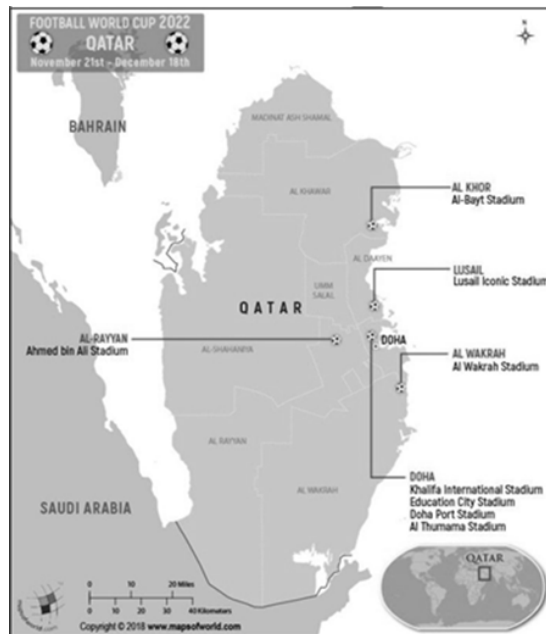 FOOTBALL WORLD CUP 2022
QATAR
November 21st - December 18th
BAHRAIN
MADINAT ASH SHAMAL
AL KHAWAR
AL KHOR
Al-Bayt Stadium
AL DAAYEN
UMM
SALAL
LUSAIL
Lusail Iconic Stadium
QATAR
AL-RAYYAN
Ahmed bin Ali Stadium
AL-SHAHANIYA
DOHA
AL WAKRAH
Al Wakrah Stadium
AL RAYYAN
AL WAKRAH
DOHA
Khalifa International Stadium
Education City Stadium
Doha Port Stadium
Al Thumama Stadium
SAUDI ARABIA
QATAR
0 10 20 Miles
0 20 40 Kilometers
Copyright © 2018 www.mapsofworld.com